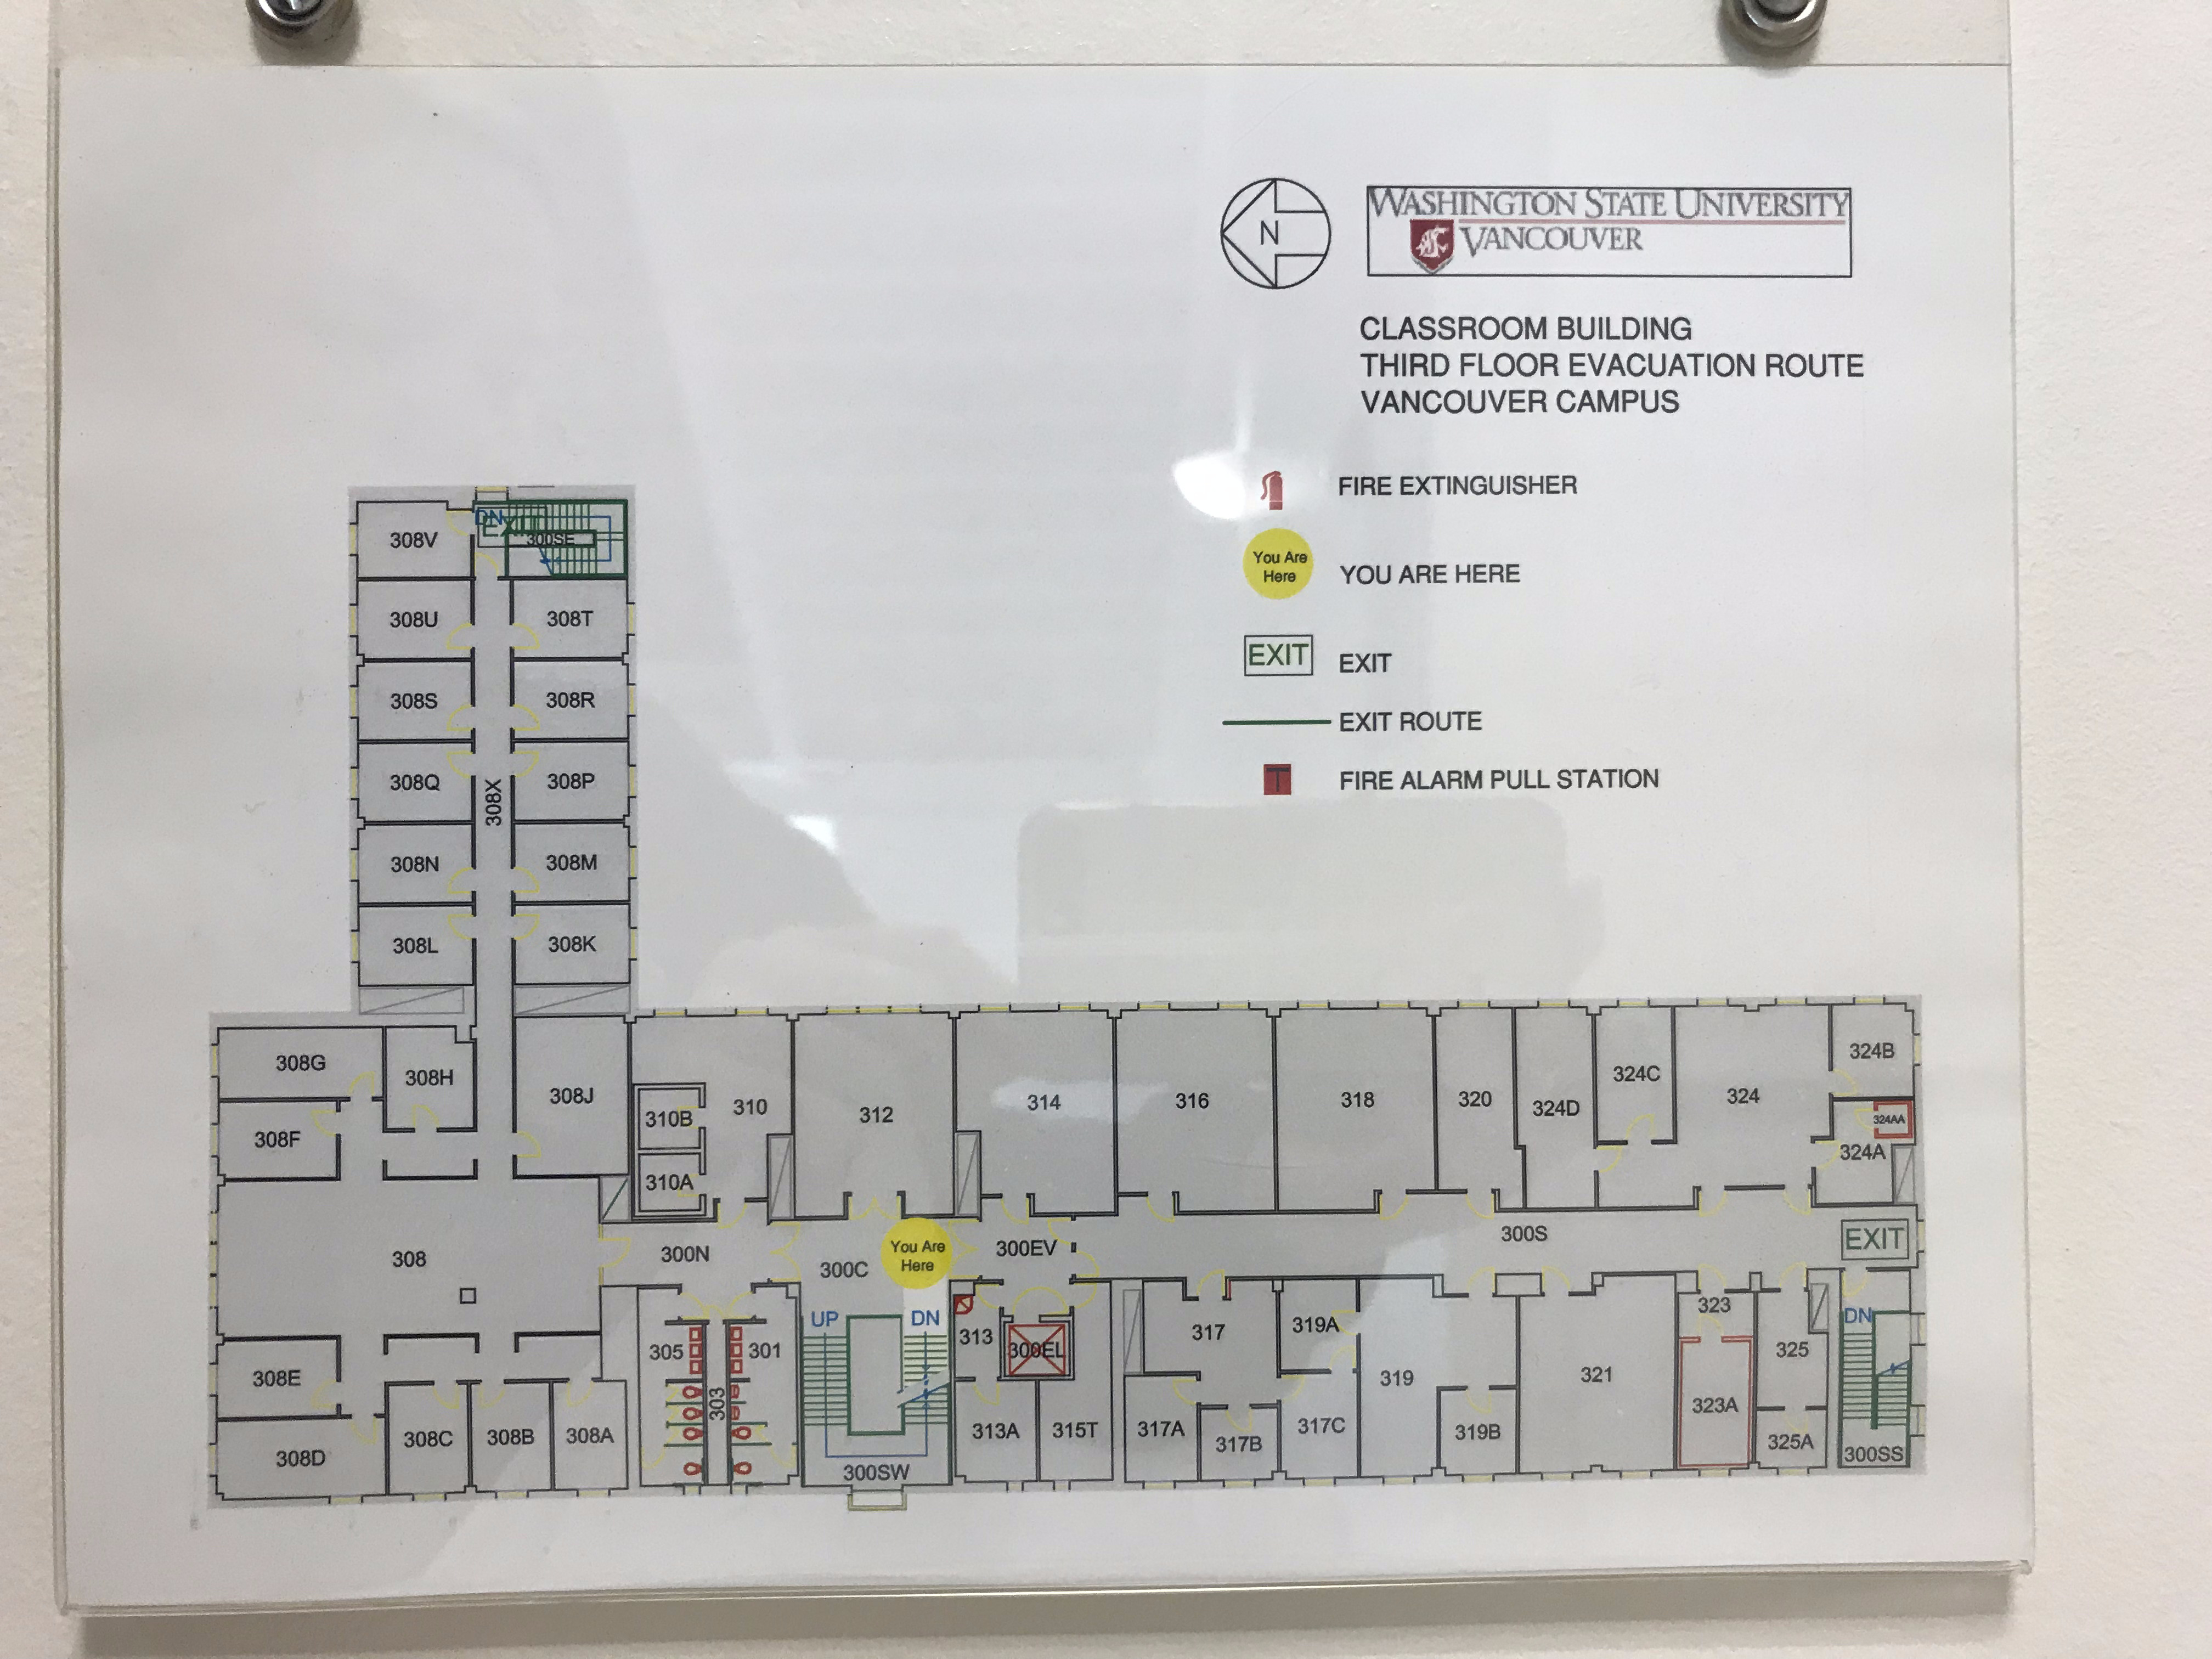 WASHINGTON STATE UNIVERSITY
VANCOUVER
N
CLASSROOM BUILDING
THIRD FLOOR EVACUATION ROUTE
VANCOUVER CAMPUS
FIRE EXTINGUISHER
You Are
Here
YOU ARE HERE
EXIT
EXIT
EXIT ROUTE
T
FIRE ALARM PULL STATION
308V
DN
EXIT
300SE
308U
308T
308S
308R
308Q
308X
308P
308N
308M
308L
308K
308G
308H
308J
308F
310B
310
310A
312
314
316
318
320
324D
324C
324
324B
324AA
324A
308
300N
300C
You Are
Here
300EV
300S
EXIT
308E
308D
308C
308B
308A
305
303
301
UP
DN
300SW
313
300EL
313A
315T
317
317A
317B
317C
319A
319
319B
321
323
323A
325
325A
DN
300SS